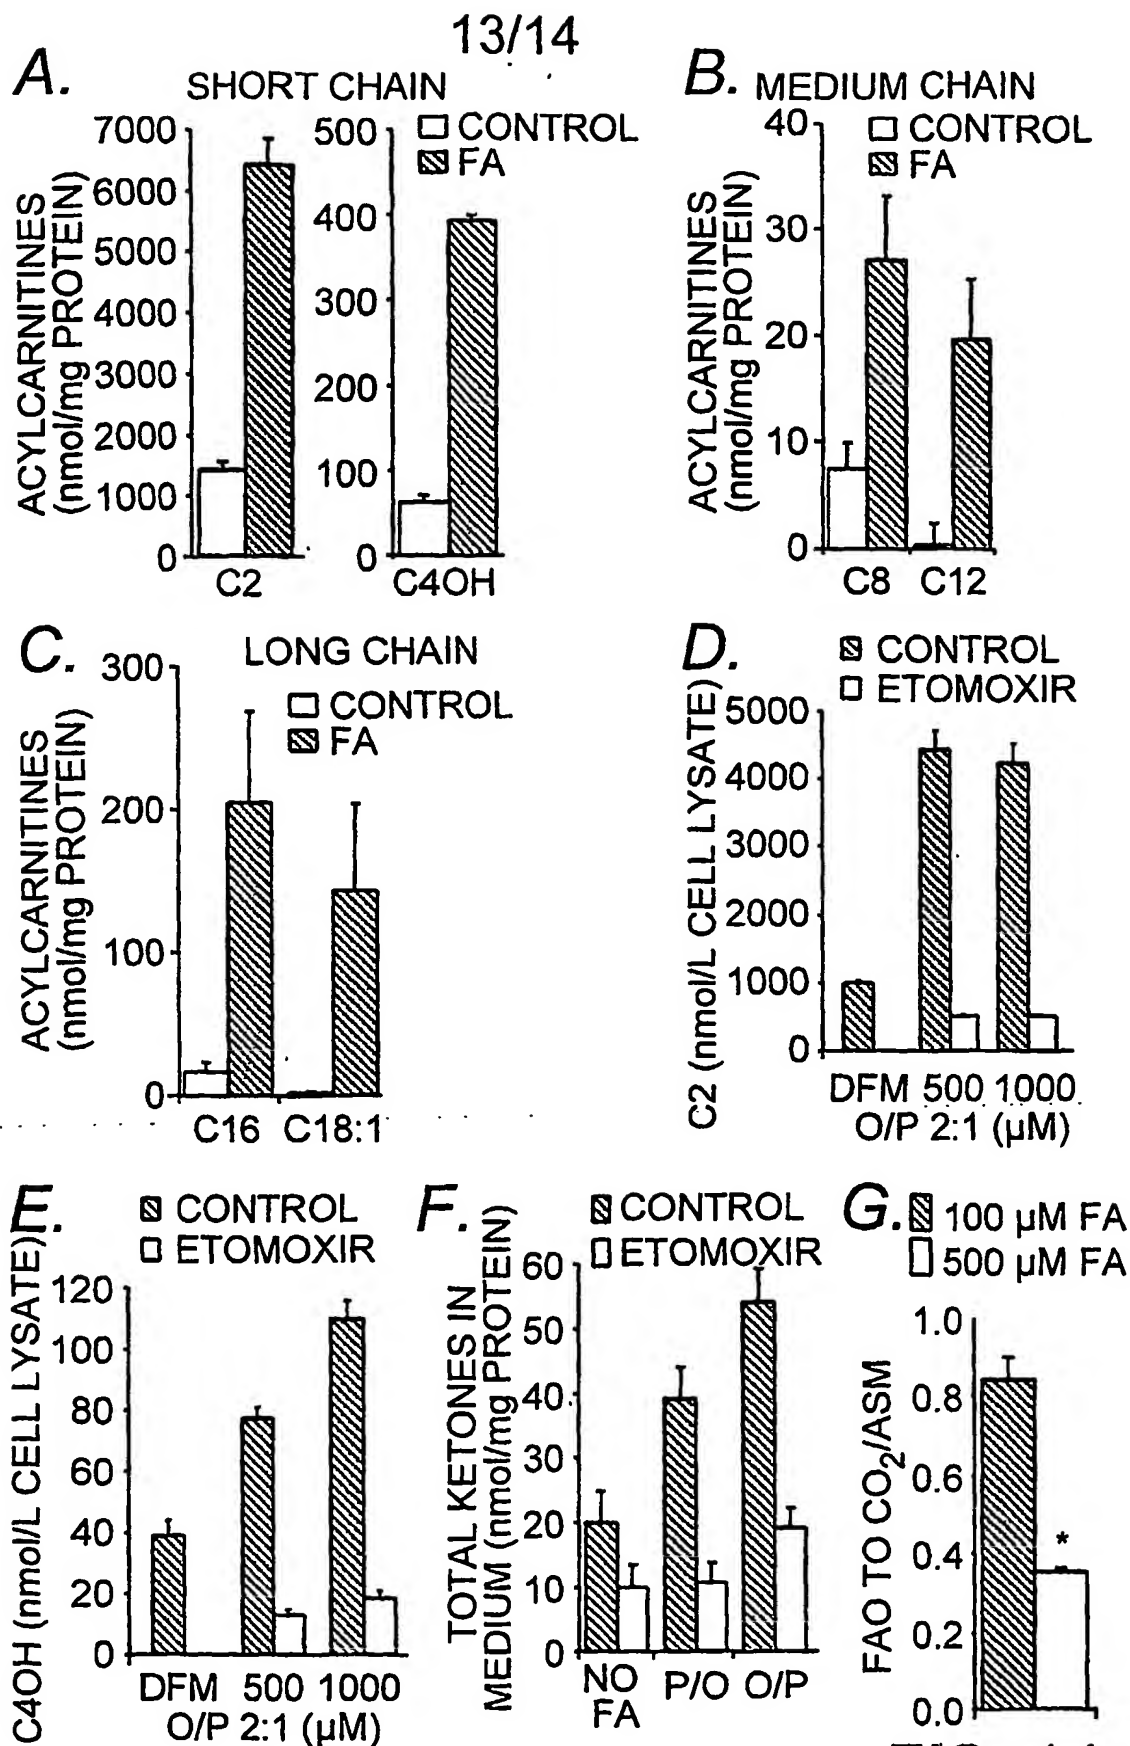 13/14
A.
SHORT CHAIN
ACYLCARNITINES
(nmol/mg PROTEIN)
7000
6000
5000
4000
3000
2000
1000
0
C2
500
400
300
200
100
0
C4OH
CONTROL
FA
B.
MEDIUM CHAIN
ACYLCARNITINES
(nmol/mg PROTEIN)
40
30
20
10
0
CONTROL
FA
C8 C12
C.
LONG CHAIN
ACYLCARNITINES
(nmol/mg PROTEIN)
300
200
100
0
CONTROL
FA
C16 C18:1
D.
CONTROL
ETOMOXIR
C2 (nmol/L CELL LYSATE)
5000
4000
3000
2000
1000
0
DFM 500 1000
O/P 2:1 (µM)
E.
CONTROL
ETOMOXIR
C4OH (nmol/L CELL LYSATE)
120
100
80
60
40
20
0
DFM 500 1000
O/P 2:1 (µM)
F.
CONTROL
ETOMOXIR
TOTAL KETONES IN
MEDIUM (nmol/mg PROTEIN)
60
50
40
30
20
10
0
NO P/O O/P
FA
G.
100 µM FA
500 µM FA
FAO TO CO2/ASM
1.0
0.8
0.6
0.4
0.2
0.0
*